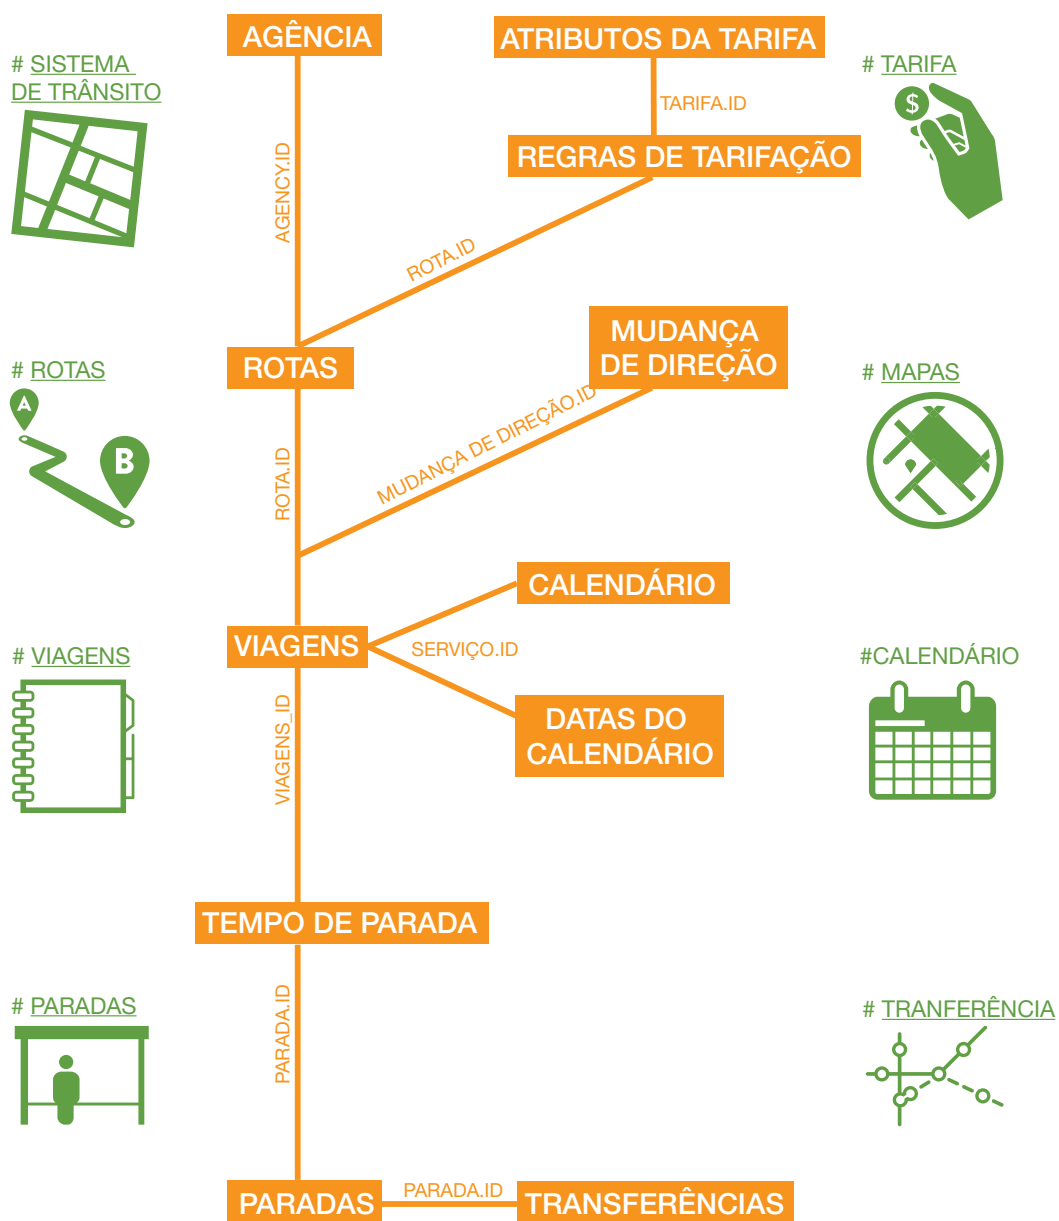 AGÊNCIA
ATRIBUTOS DA TARIFA
# SISTEMA
DE TRÂNSITO
# TARIFA
$
TARIFA.ID
REGRAS DE TARIFAÇÃO
AGENCY.ID
ROTA.ID
MUDANÇA
DE DIREÇÃO
# ROTAS
ROTAS
# MAPAS
A
B
MUDANÇA DE DIREÇÃO.ID
ROTA.ID
CALENDÁRIO
# VIAGENS
VIAGENS
SERVIÇO.ID
#CALENDÁRIO
DATAS DO
CALENDÁRIO
VIAGENS_ID
TEMPO DE PARADA
# PARADAS
PARADA.ID
# TRANFERÊNCIA
PARADAS
PARADA.ID
TRANSFERÊNCIAS